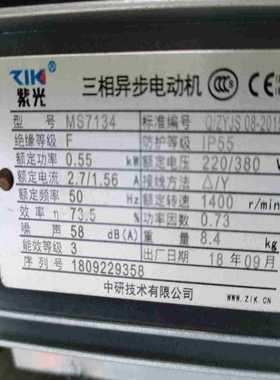 ZIK 紫光 三相异步电动机
型号 MS7134 标准编号 Q/ZYJS 08-201
绝缘等级 F 防护等级 IP55
额定功率 0.55 kW 额定电压 220/380 V
额定电流 2.7/1.56 A 接线方法 △/Y
额定频率 50 Hz 额定转速 1400 r/min
效率 η 73.5 % 功率因数 0.73
噪声 58 dB(A) 重量 8.4 kg
能效等级 3 出厂日期 18年09月
序列号 1809229358 WWW.ZIK.CN
中研技术有限公司